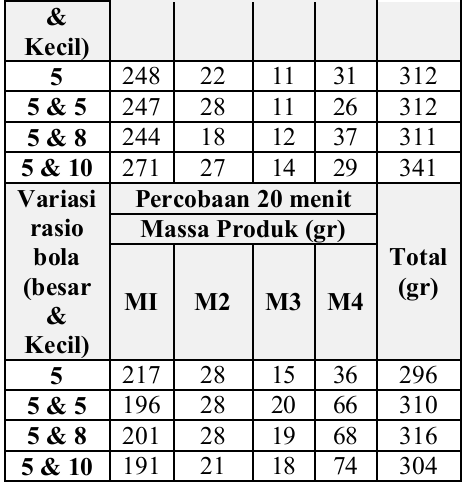 &
Kecil)
5 248 22 11 31 312
5 & 5 247 28 11 26 312
5 & 8 244 18 12 37 311
5 & 10 271 27 14 29 341
Variasi rasio bola (besar & Kecil) Percobaan 20 menit Total (gr)
Massa Produk (gr)
MI M2 M3 M4
5 217 28 15 36 296
5 & 5 196 28 20 66 310
5 & 8 201 28 19 68 316
5 & 10 191 21 18 74 304